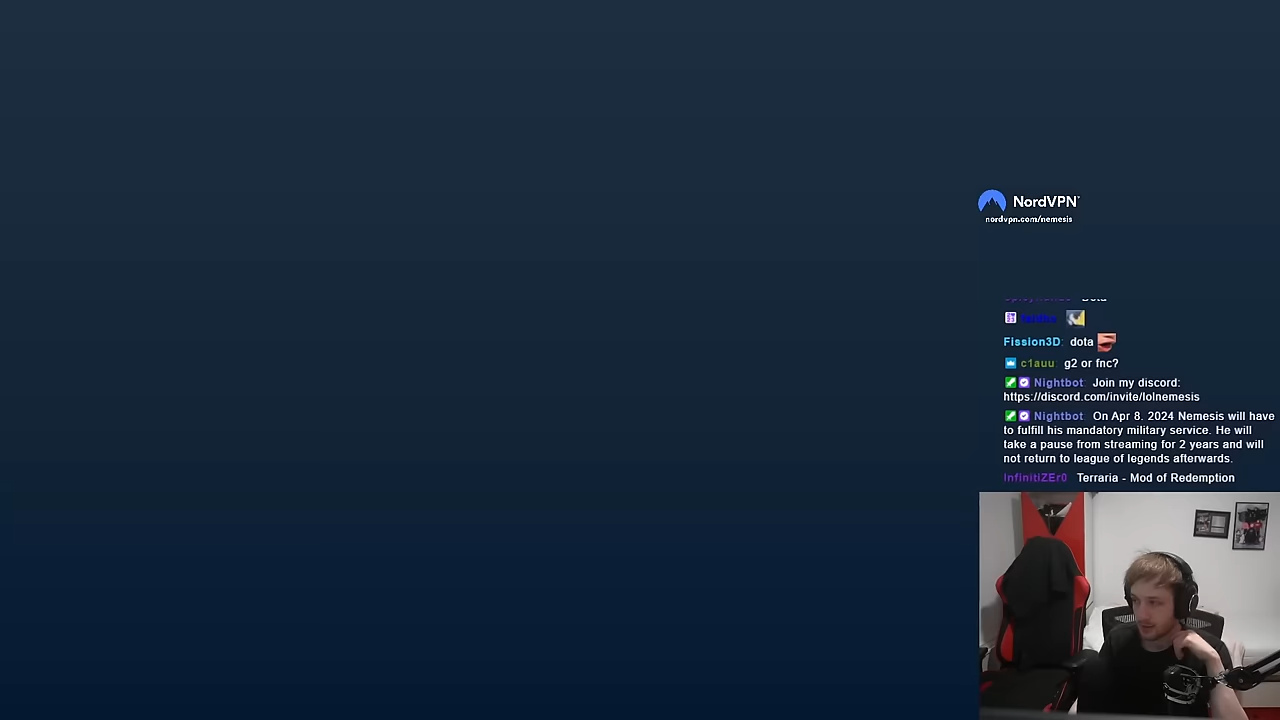 NordVPN
nordvpn.com/nemesis
Dota
Fission3D: dota
c1auu: g2 or fnc?
Nightbot: Join my discord:
https://discord.com/invite/lolnemesis
Nightbot: On Apr 8. 2024 Nemesis will have
to fulfill his mandatory military service. He will
take a pause from streaming for 2 years and will
not return to league of legends afterwards.
InfinitiZEr0 Terraria - Mod of Redemption